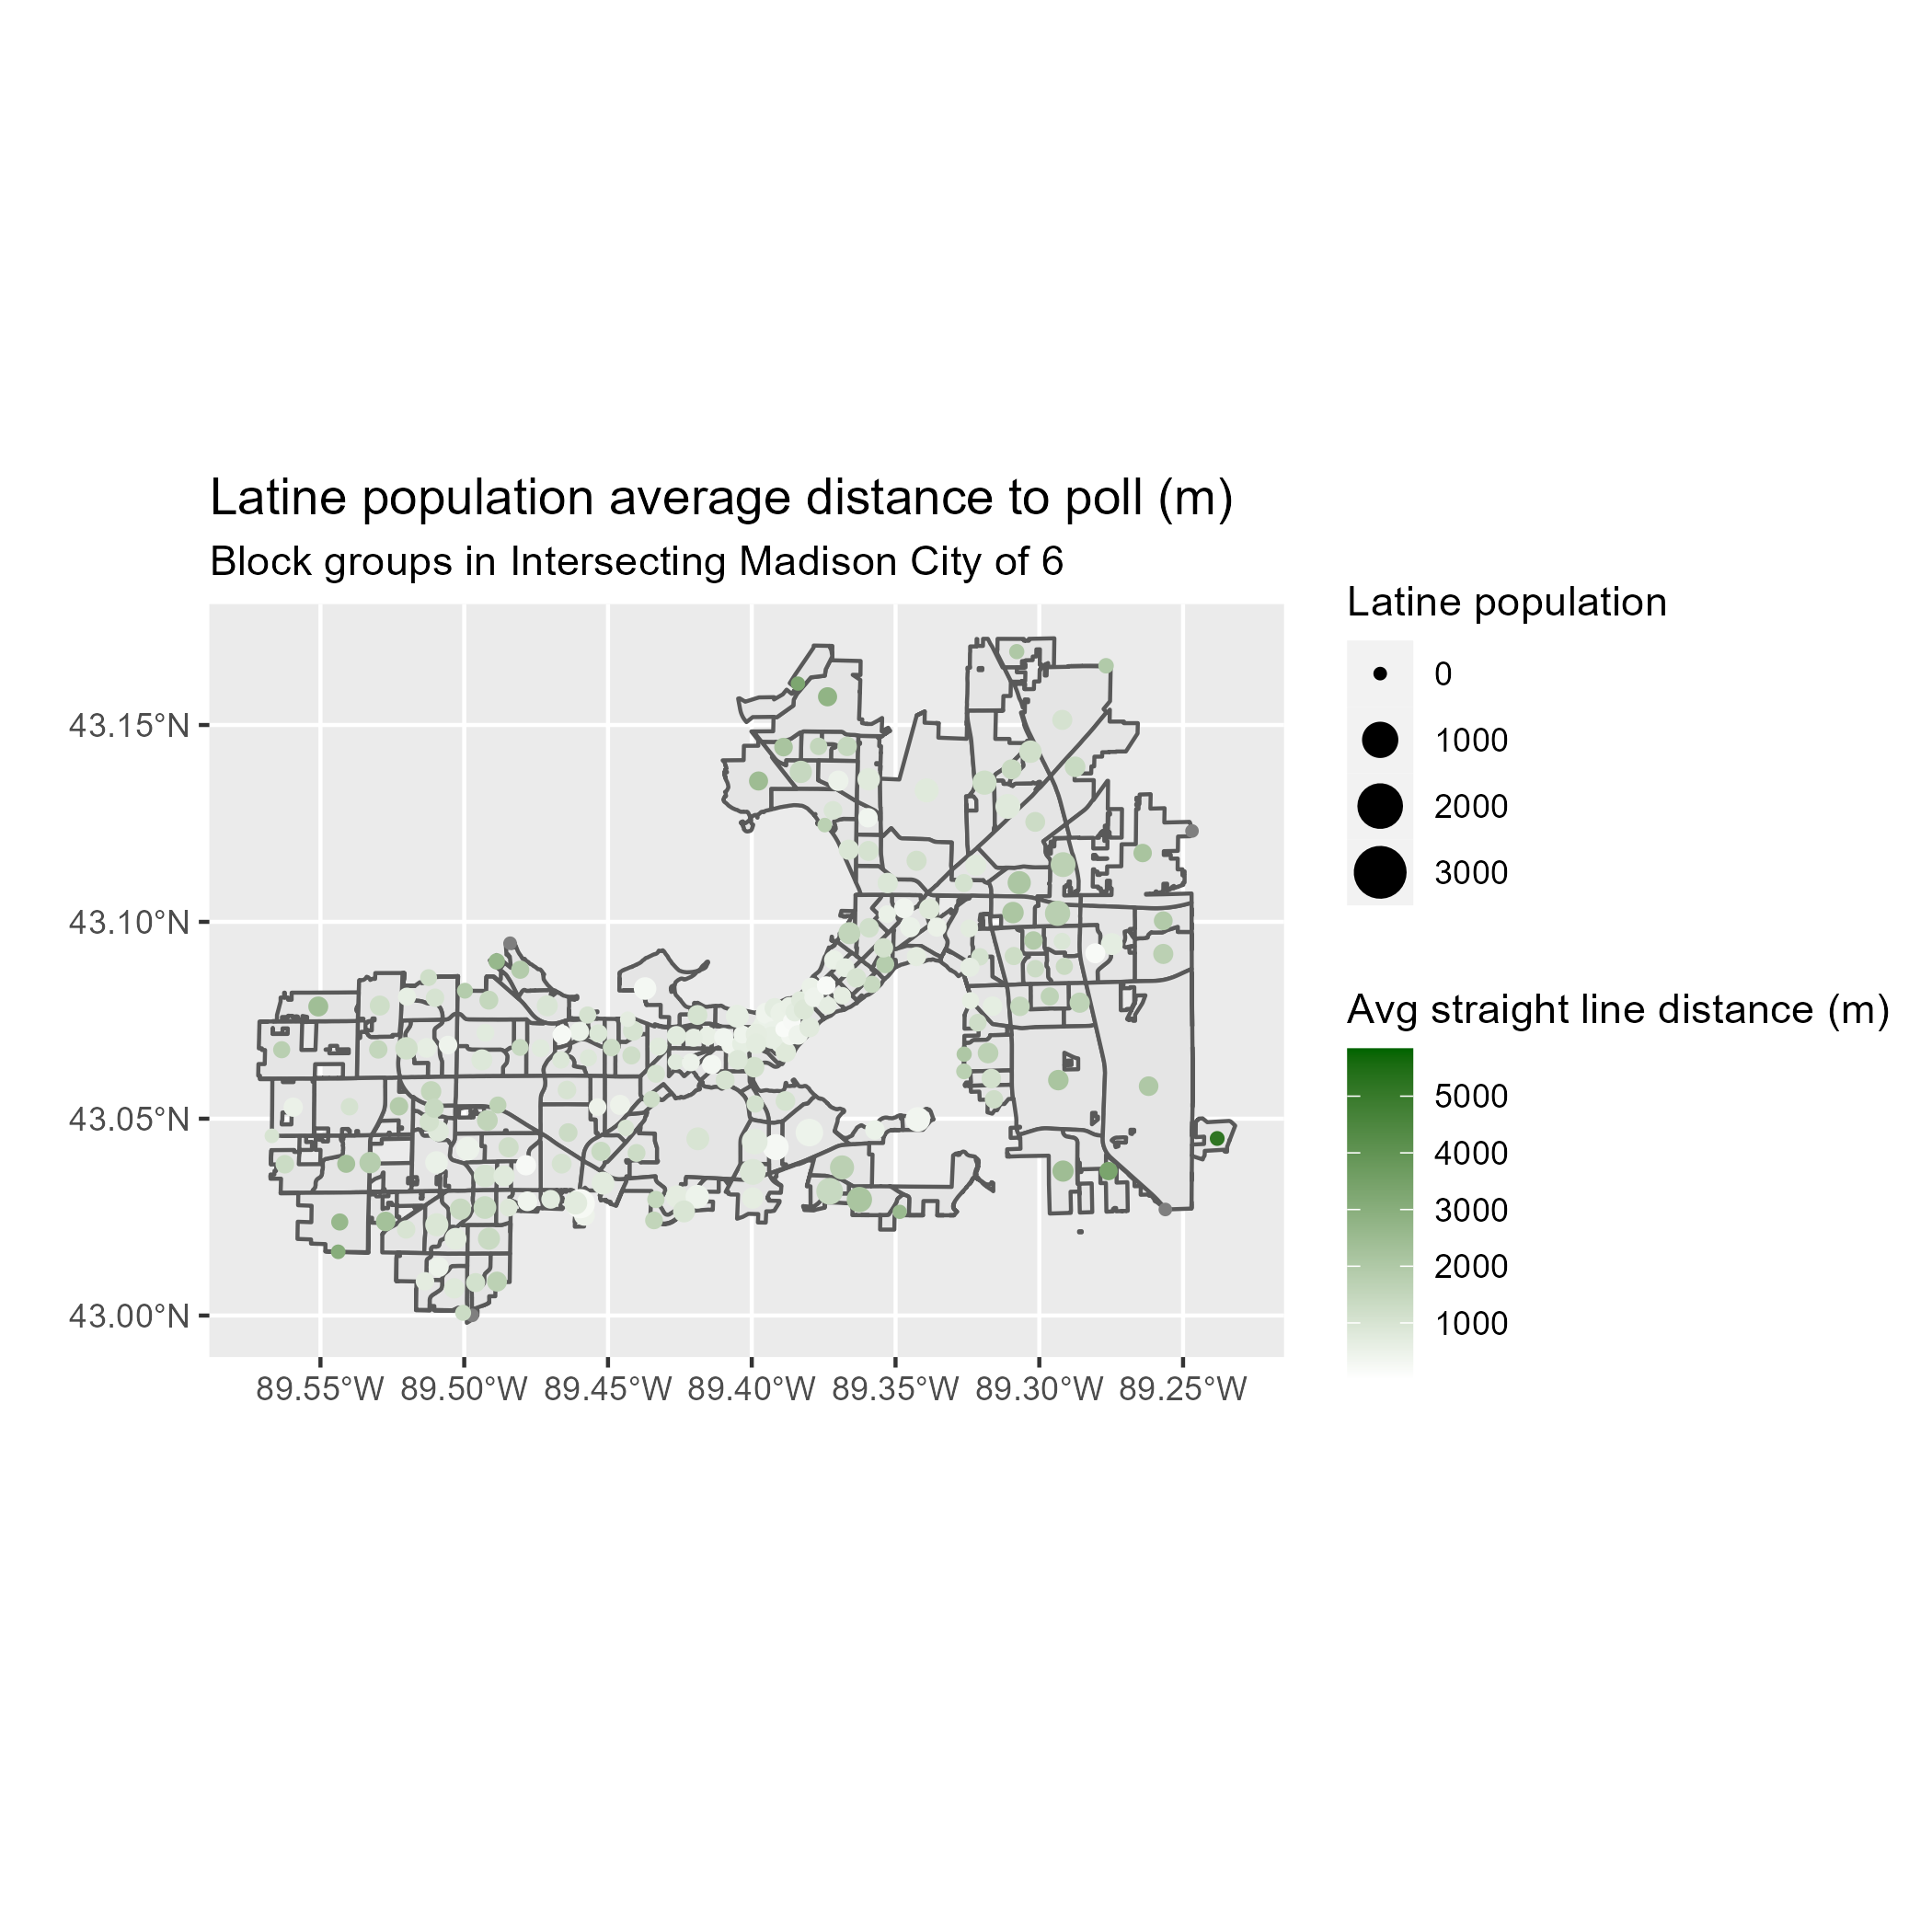 Latine population average distance to poll (m)
Block groups in Intersecting Madison City of 6
43.15°N
43.10°N
43.05°N
43.00°N
89.55°W 89.50°W 89.45°W 89.40°W 89.35°W 89.30°W 89.25°W
Latine population
0
1000
2000
3000
Avg straight line distance (m)
5000
4000
3000
2000
1000